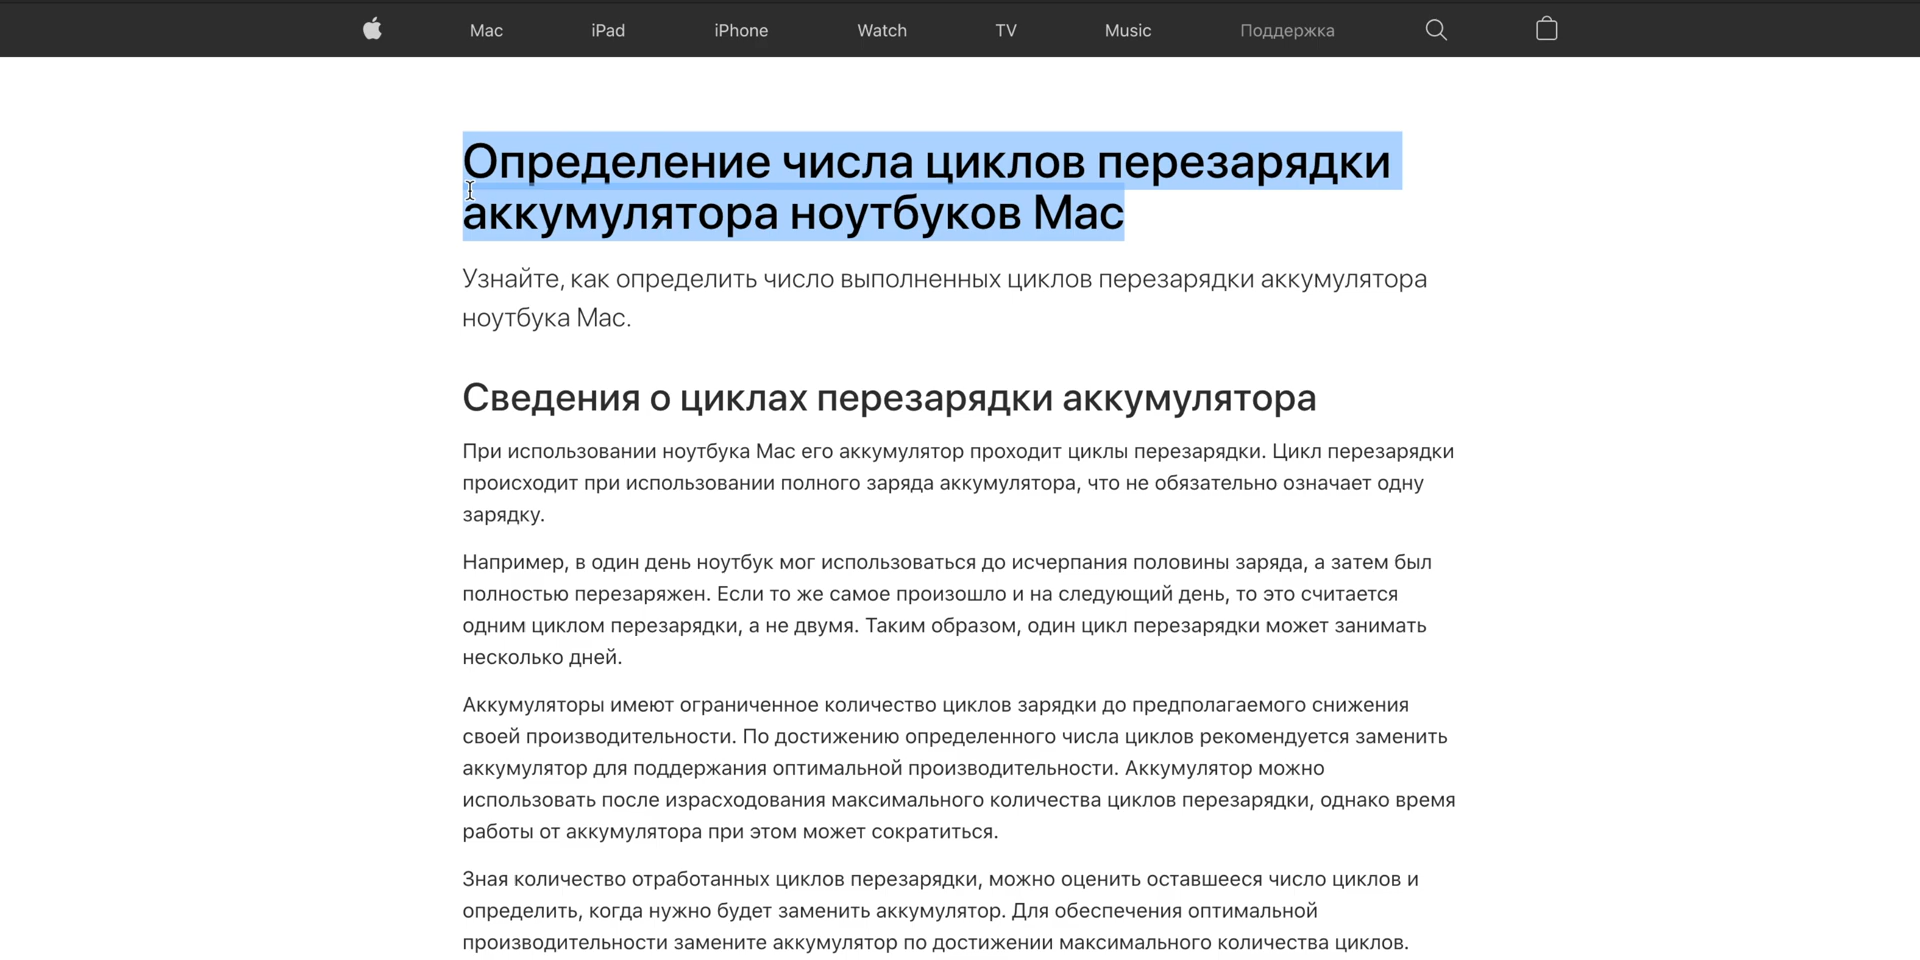 Mac iPad iPhone Watch TV Music Поддержка
Определение числа циклов перезарядки
аккумулятора ноутбуков Mac
Узнайте, как определить число выполненных циклов перезарядки аккумулятора
ноутбука Mac.
Сведения о циклах перезарядки аккумулятора
При использовании ноутбука Mac его аккумулятор проходит циклы перезарядки. Цикл перезарядки
происходит при использовании полного заряда аккумулятора, что не обязательно означает одну
зарядку.
Например, в один день ноутбук мог использоваться до исчерпания половины заряда, а затем был
полностью перезаряжен. Если то же самое произошло и на следующий день, то это считается
одним циклом перезарядки, а не двумя. Таким образом, один цикл перезарядки может занимать
несколько дней.
Аккумуляторы имеют ограниченное количество циклов зарядки до предполагаемого снижения
своей производительности. По достижению определенного числа циклов рекомендуется заменить
аккумулятор для поддержания оптимальной производительности. Аккумулятор можно
использовать после израсходования максимального количества циклов перезарядки, однако время
работы от аккумулятора при этом может сократиться.
Зная количество отработанных циклов перезарядки, можно оценить оставшееся число циклов и
определить, когда нужно будет заменить аккумулятор. Для обеспечения оптимальной
производительности замените аккумулятор по достижении максимального количества циклов.